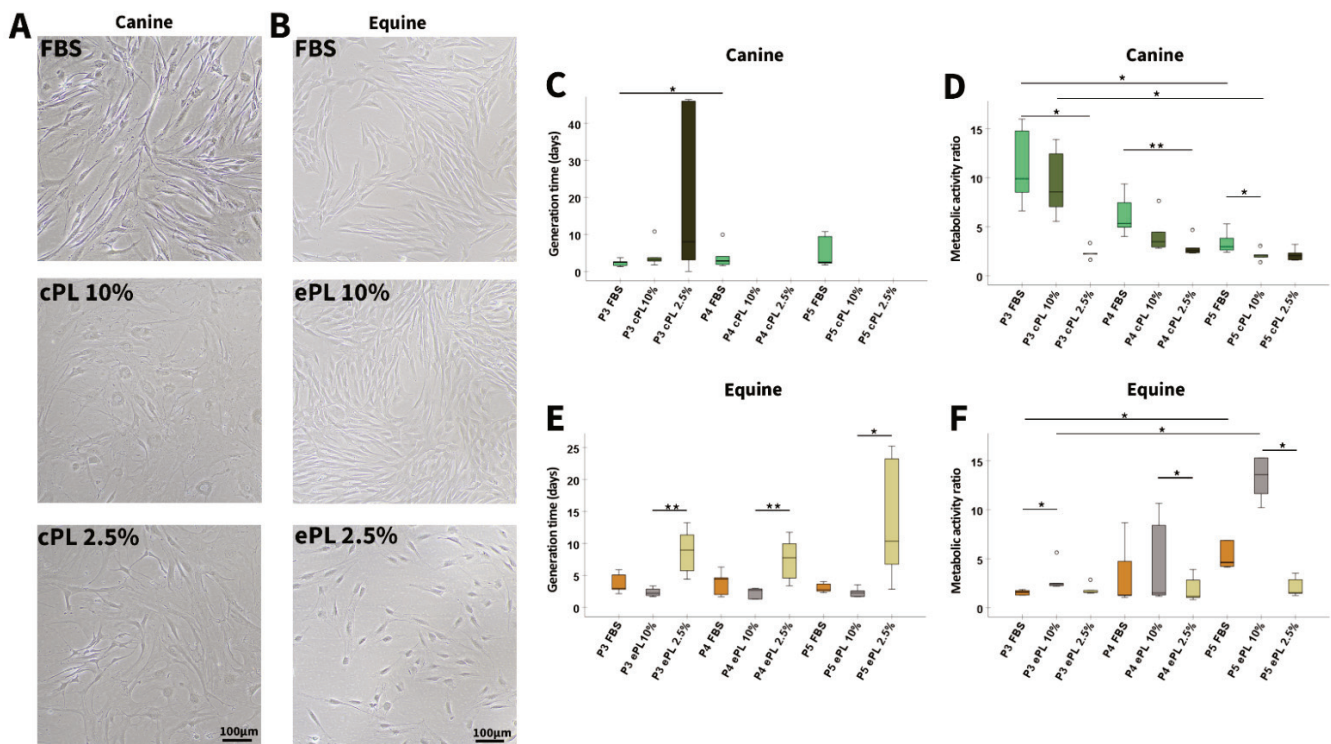 A
Canine
FBS
cPL 10%
cPL 2.5%
100µm
B
Equine
FBS
ePL 10%
ePL 2.5%
100µm
C
Canine
Generation time (days)
40
30
20
10
0
*
P3 FBS
P3 cPL 10%
P3 cPL 2.5%
P4 FBS
P4 cPL 10%
P4 cPL 2.5%
P5 FBS
P5 cPL 10%
P5 cPL 2.5%
D
Canine
Metabolic activity ratio
15
10
5
0
*
*
*
**
*
P3 FBS
P3 cPL 10%
P3 cPL 2.5%
P4 FBS
P4 cPL 10%
P4 cPL 2.5%
P5 FBS
P5 cPL 10%
P5 cPL 2.5%
E
Equine
Generation time (days)
25
20
15
10
5
0
**
**
*
P3 FBS
P3 ePL 10%
P3 ePL 2.5%
P4 FBS
P4 ePL 10%
P4 ePL 2.5%
P5 FBS
P5 ePL 10%
P5 ePL 2.5%
F
Equine
Metabolic activity ratio
15
10
5
0
*
*
*
*
*
P3 FBS
P3 ePL 10%
P3 ePL 2.5%
P4 FBS
P4 ePL 10%
P4 ePL 2.5%
P5 FBS
P5 ePL 10%
P5 ePL 2.5%